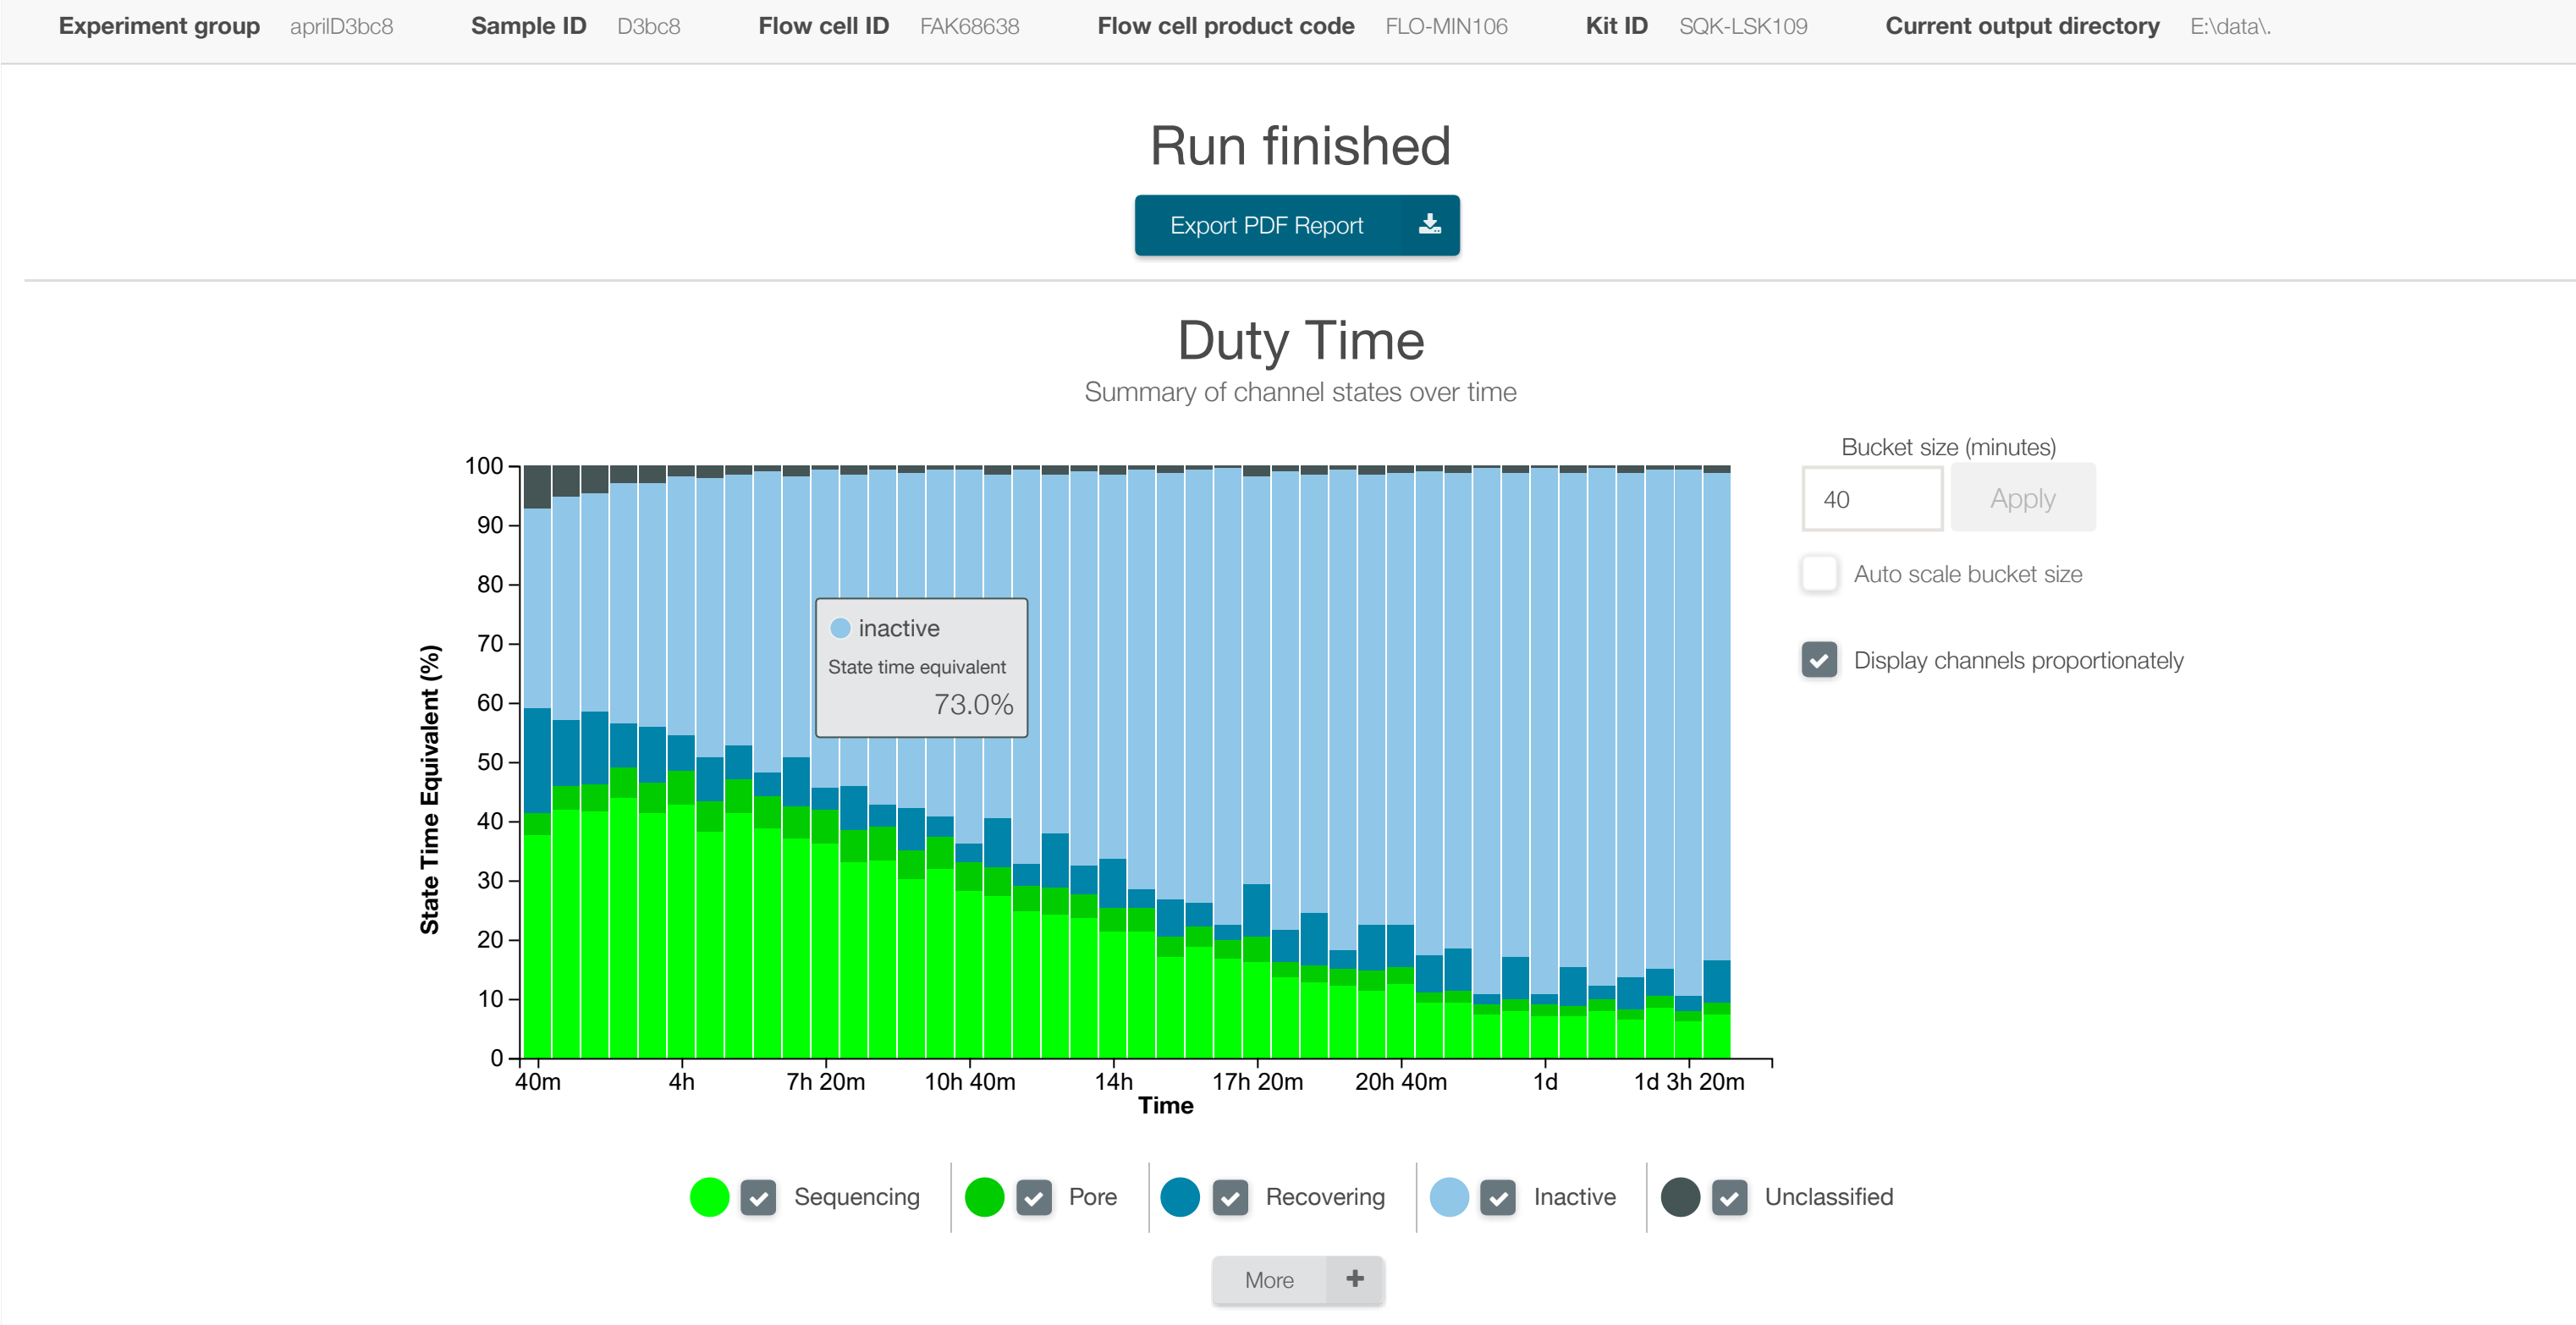 Experiment group aprilD3bc8 Sample ID D3bc8 Flow cell ID FAK68638 Flow cell product code FLO-MIN106 Kit ID SQK-LSK109 Current output directory E:\data\.
Run finished
Export PDF Report
Duty Time
Summary of channel states over time
Bucket size (minutes)
40
Apply
Auto scale bucket size
Display channels proportionately
State Time Equivalent (%)
100
90
80
70
60
50
40
30
20
10
0
inactive
State time equivalent
73.0%
40m 4h 7h 20m 10h 40m 14h 17h 20m 20h 40m 1d 1d 3h 20m
Time
Sequencing Pore Recovering Inactive Unclassified
More